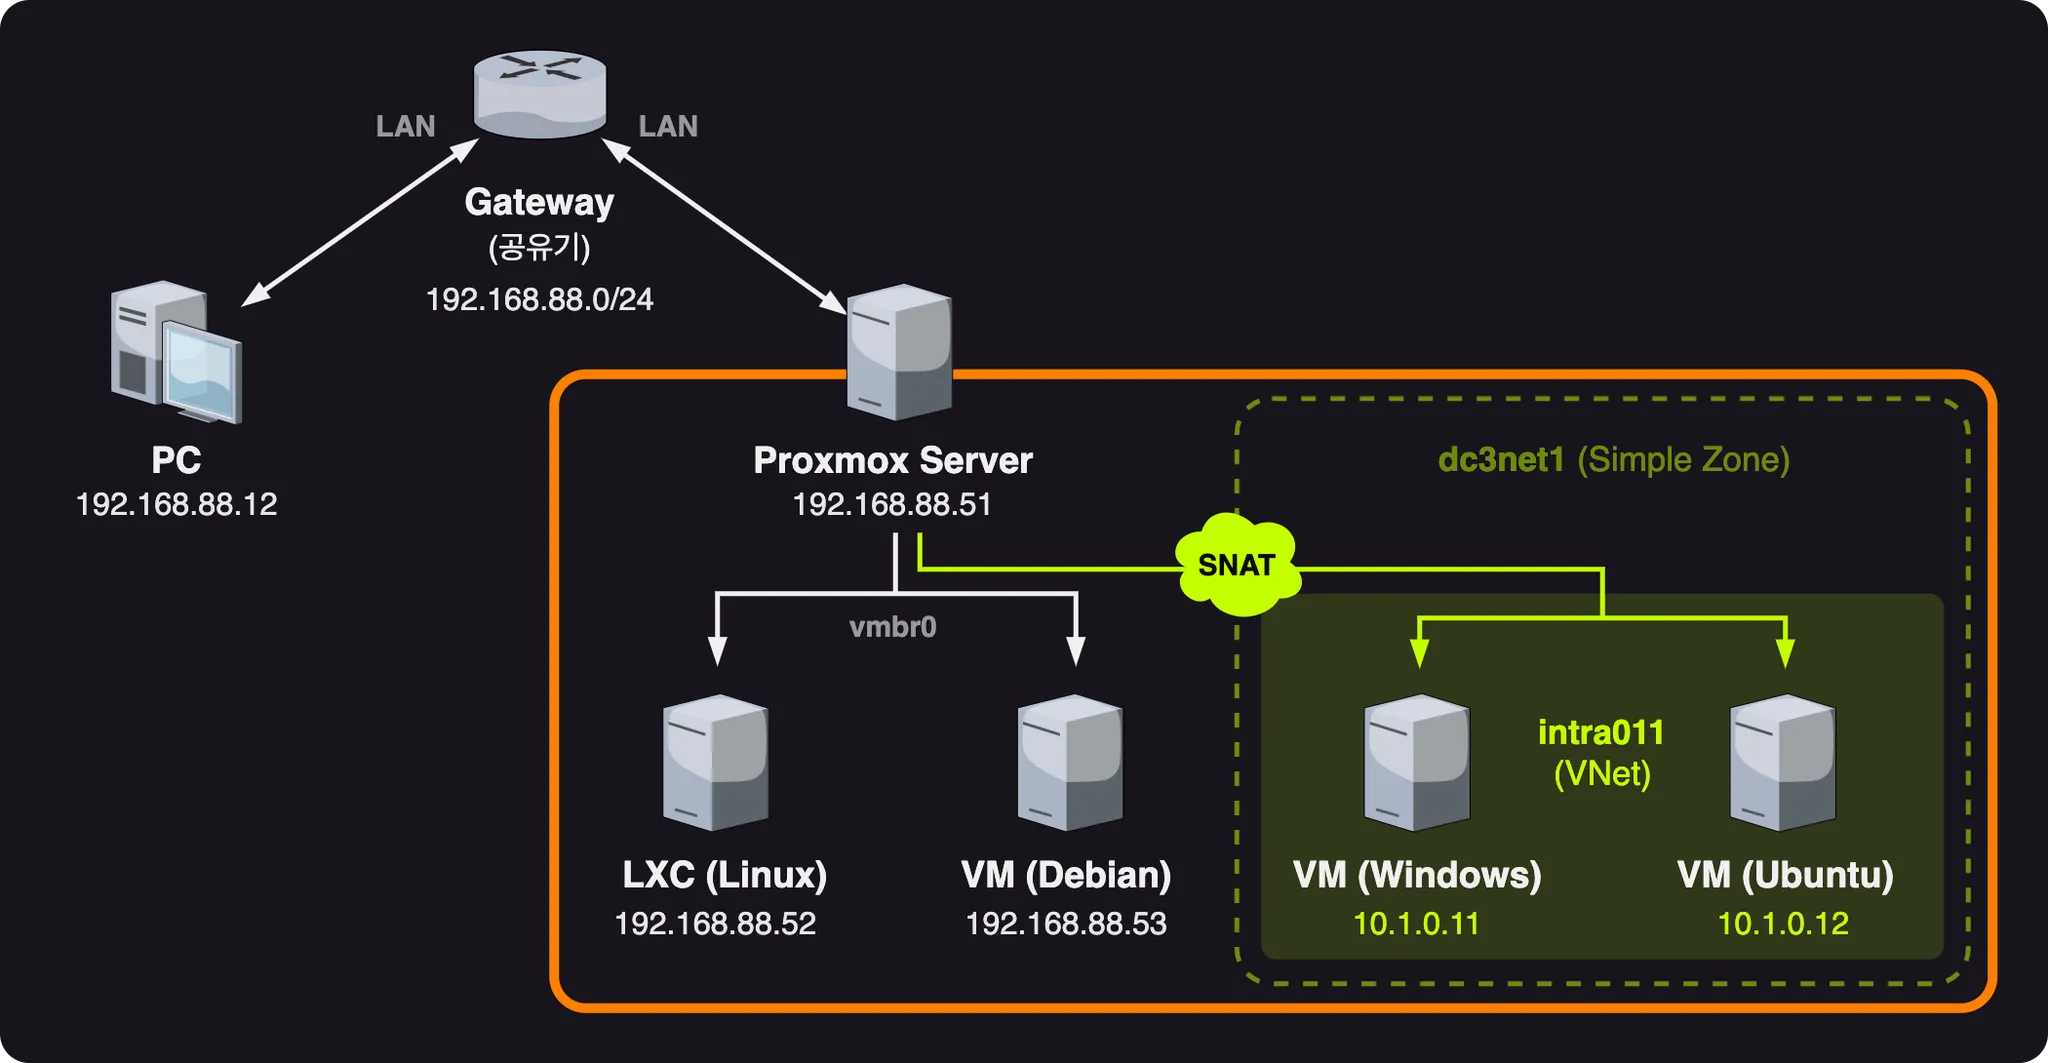 LAN
LAN
Gateway
(공유기)
192.168.88.0/24
PC
192.168.88.12
Proxmox Server
192.168.88.51
dc3net1 (Simple Zone)
SNAT
vmbr0
intra011
(VNet)
LXC (Linux)
192.168.88.52
VM (Debian)
192.168.88.53
VM (Windows)
10.1.0.11
VM (Ubuntu)
10.1.0.12